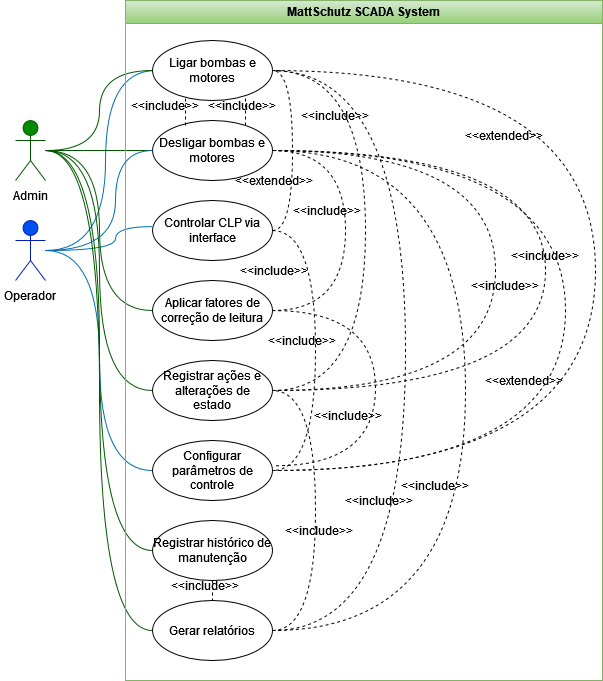 MattSchutz SCADA System
Ligar bombas e
motores
<<include>>
<<include>>
<<include>>
Admin
<<extended>>
Desligar bombas e
motores
<<extended>>
Controlar CLP via
interface
<<include>>
Operador
<<include>>
<<include>>
<<include>>
Aplicar fatores de
correção de leitura
<<include>>
Registrar ações e
alterações de
estado
<<extended>>
<<include>>
Configurar
parâmetros de
controle
<<include>>
<<include>>
<<include>>
Registrar histórico de
manutenção
<<include>>
Gerar relatórios